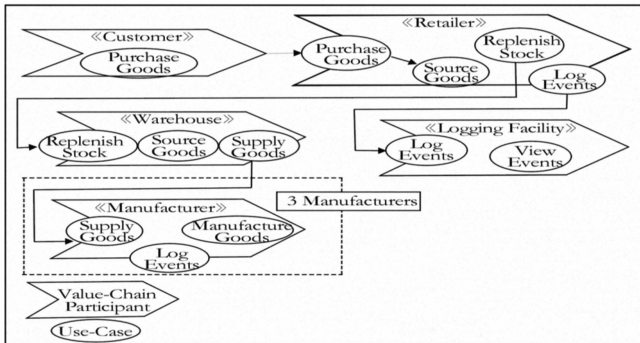 ≪Customer≫
Purchase
Goods
≪Retailer≫
Purchase
Goods
Source
Goods
Replenish
Stock
Log
Events
≪Warehouse≫
Replenish
Stock
Source
Goods
Supply
Goods
≪Logging Facility≫
Log
Events
View
Events
3 Manufacturers
≪Manufacturer≫
Supply
Goods
Manufacture
Goods
Log
Events
Value-Chain
Participant
Use-Case